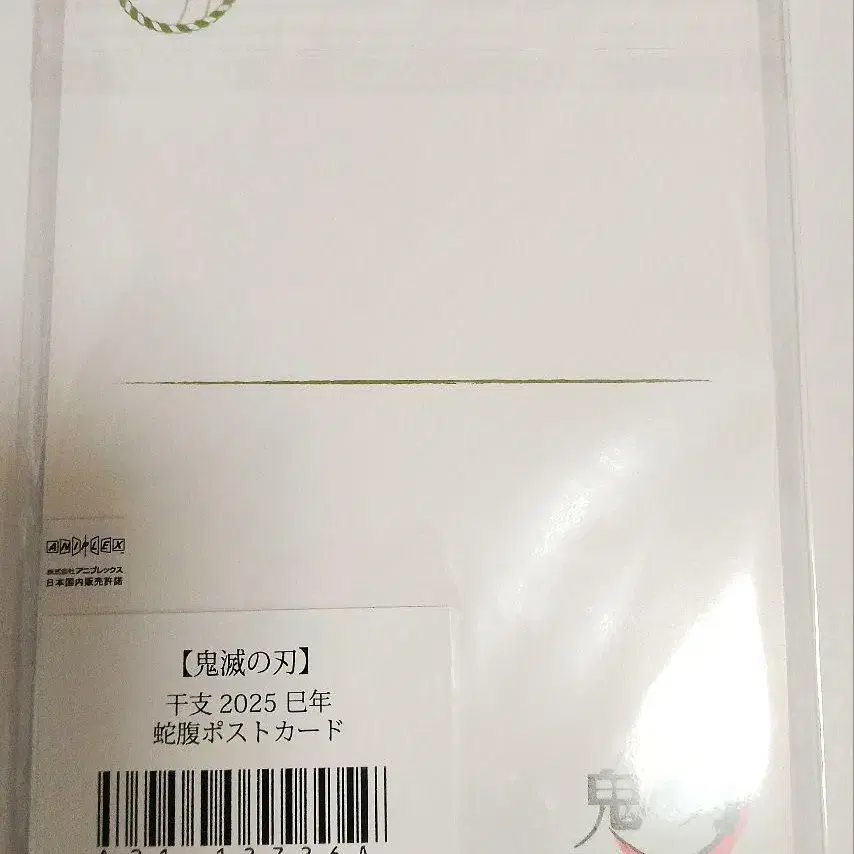 ANIPLEX
株式会社アニプレックス
日本国内販売許諾
【鬼滅の刃】
干支 2025 巳年
蛇腹ポストカード
鬼